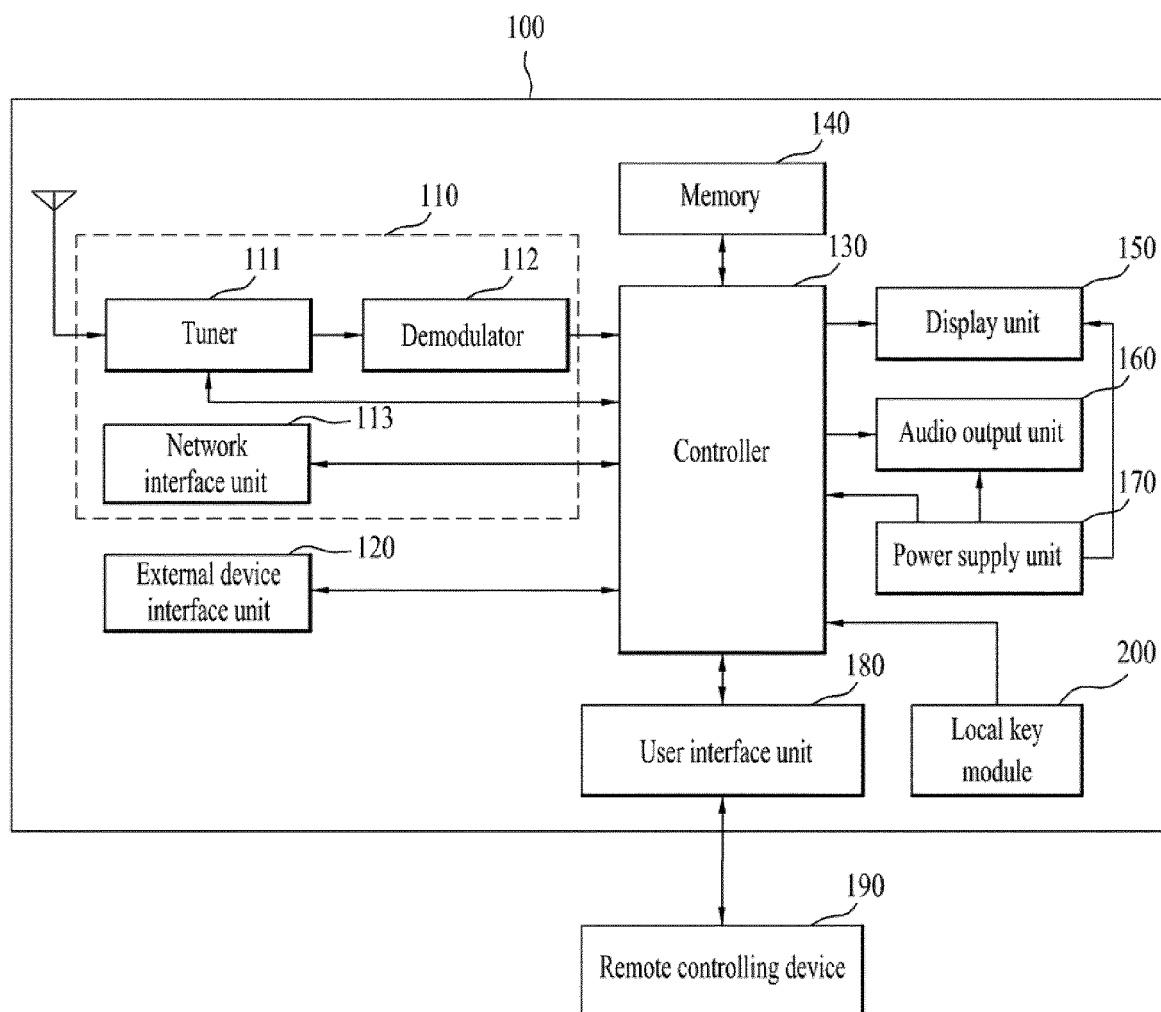 100
140
Memory
110
130
111
112
150
Tuner
Demodulator
Display unit
160
113
Network
interface unit
Controller
Audio output unit
170
120
External device
interface unit
Power supply unit
180
200
User interface unit
Local key
module
190
Remote controlling device